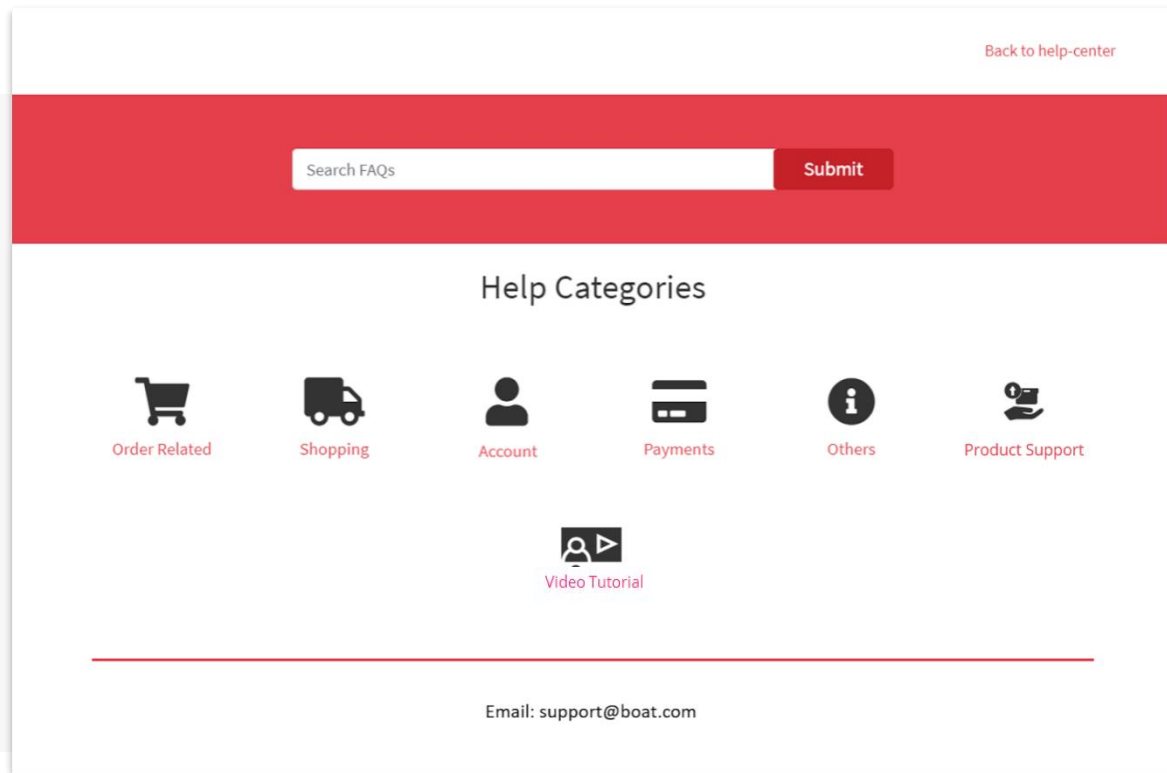 Back to help-center
Search FAQs
Submit
Help Categories
Order Related
Shopping
Account
Payments
Others
Product Support
Video Tutorial
Email: support@boat.com